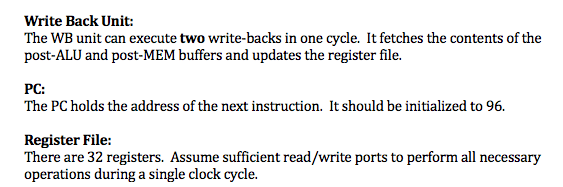 Write Back Unit:
The WB unit can execute two write-backs in one cycle.  It fetches the contents of the
post-ALU and post-MEM buffers and updates the register file.
PC:
The PC holds the address of the next instruction.  It should be initialized to 96.
Register File:
There are 32 registers.  Assume sufficient read/write ports to perform all necessary
operations during a single clock cycle.